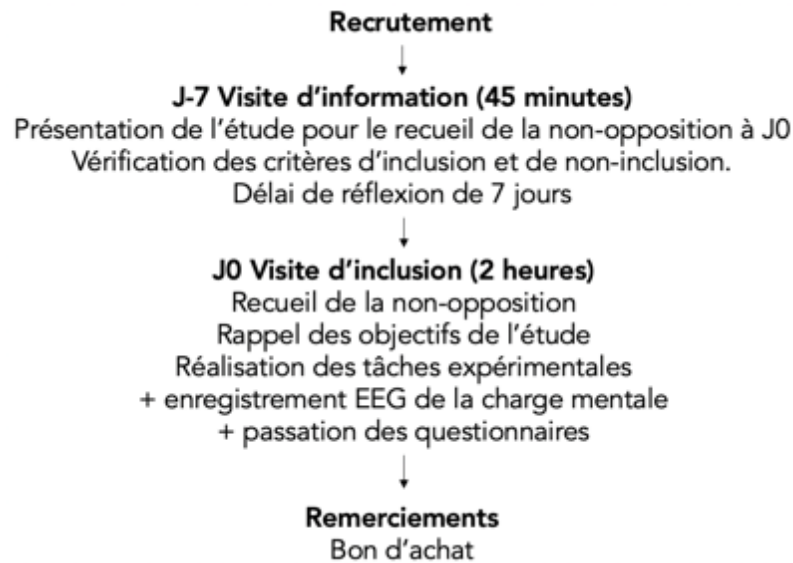 Recrutement
J-7 Visite d'information (45 minutes)
Présentation de l'étude pour le recueil de la non-opposition à J0
Vérification des critères d'inclusion et de non-inclusion.
Délai de réflexion de 7 jours
J0 Visite d'inclusion (2 heures)
Recueil de la non-opposition
Rappel des objectifs de l'étude
Réalisation des tâches expérimentales
+ enregistrement EEG de la charge mentale
+ passation des questionnaires
Remerciements
Bon d'achat